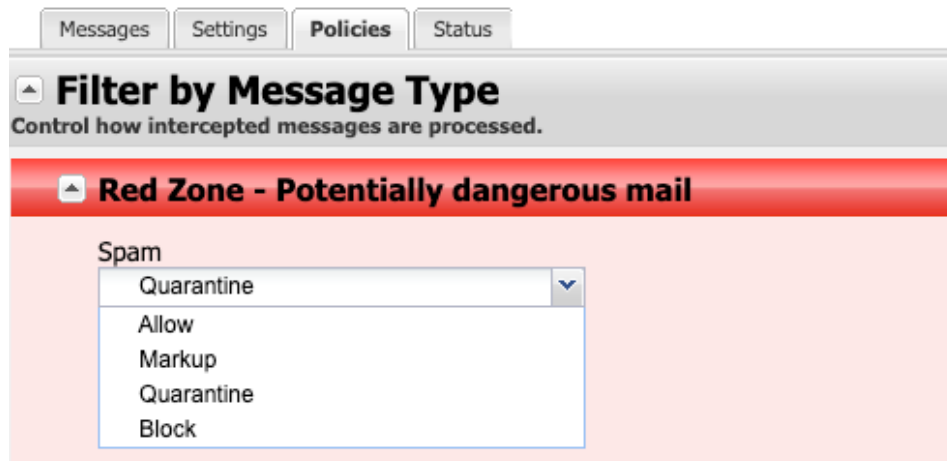 Messages Settings Policies Status
Filter by Message Type
Control how intercepted messages are processed.
Red Zone - Potentially dangerous mail
Spam
Quarantine
Allow
Markup
Quarantine
Block